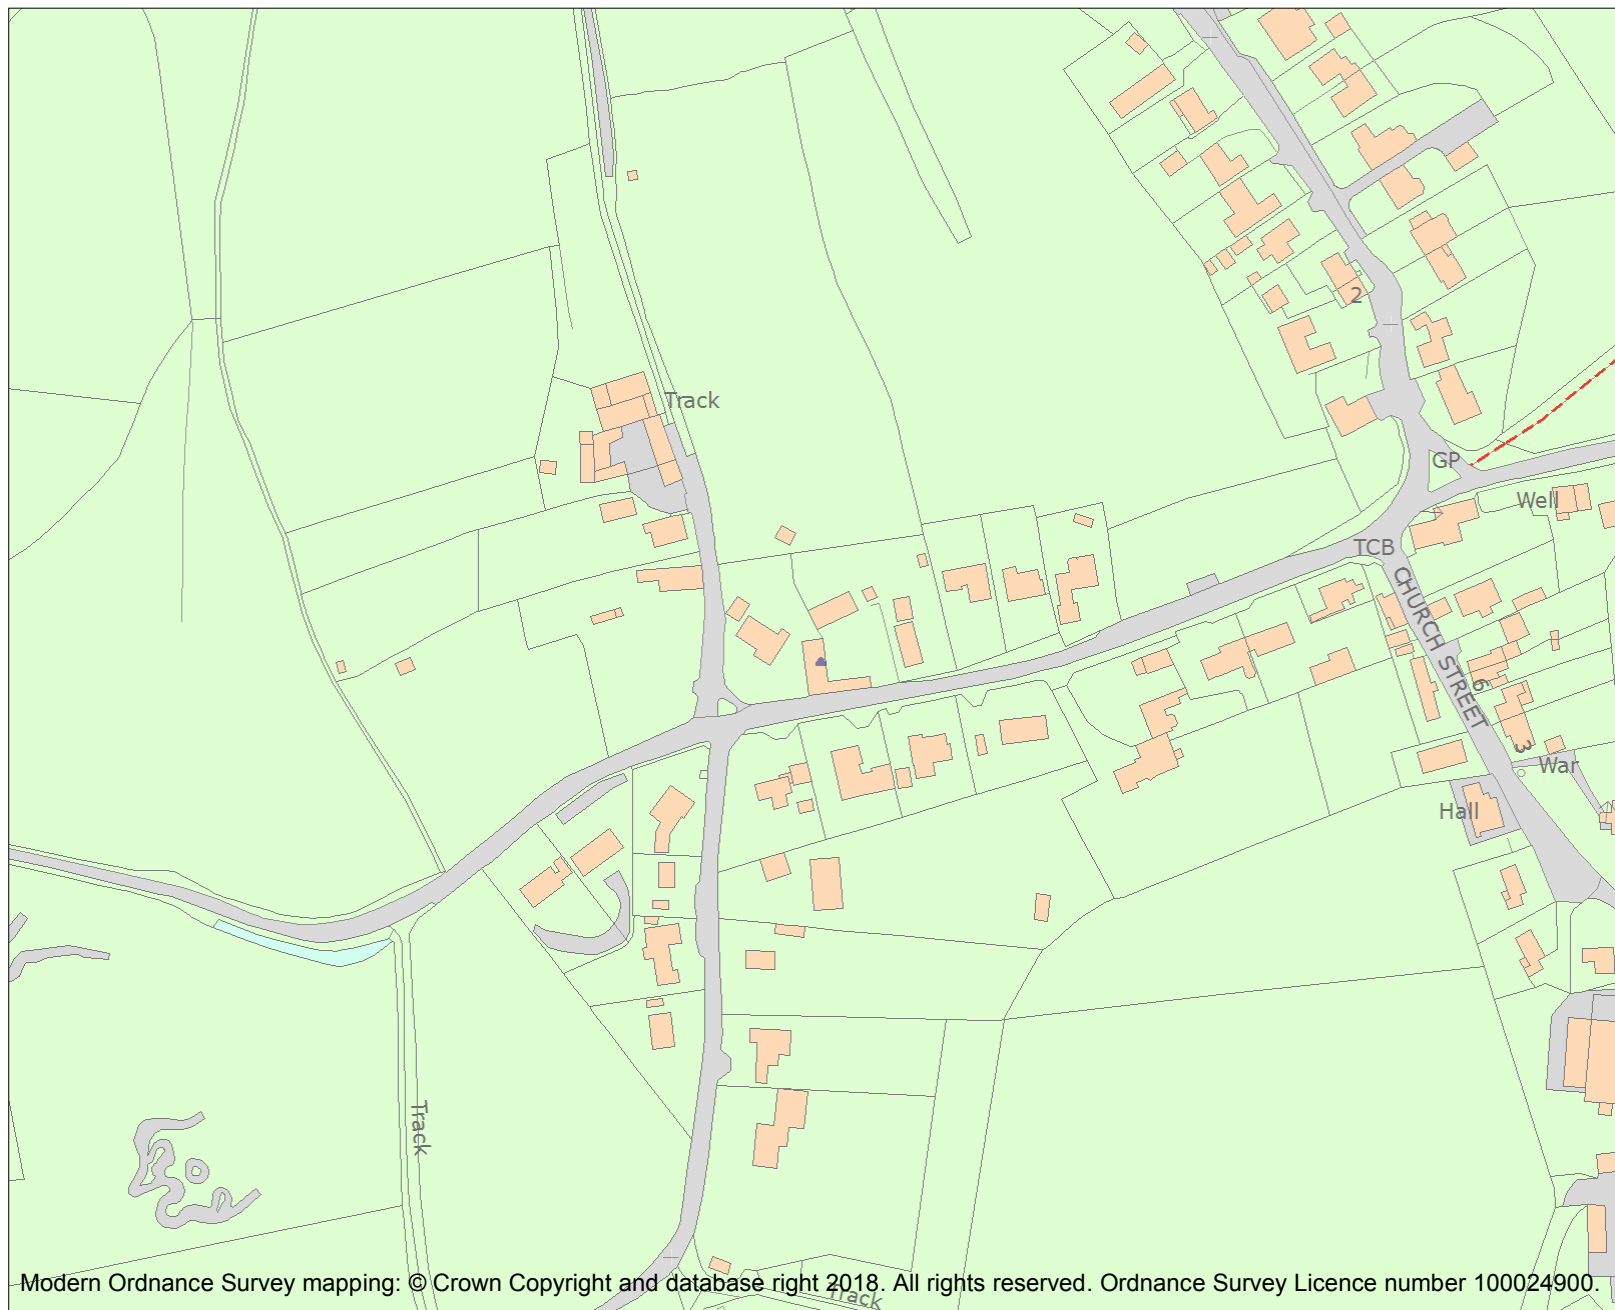 2
Track
GP
Well
TCB
CHURCH STREET
6
3
War
Hall
Track
Modern Ordnance Survey mapping: © Crown Copyright and database right 2018. All rights reserved. Ordnance Survey Licence number 100024900.
Track